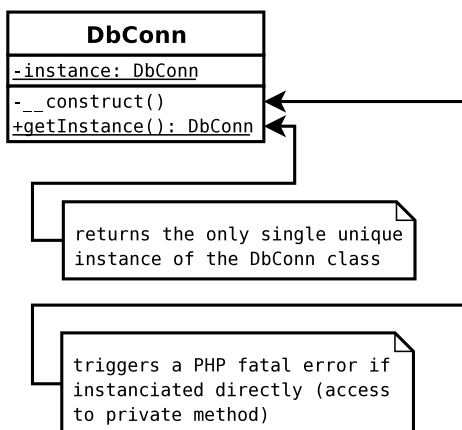 DbConn
-instance: DbConn
-__construct()
+getInstance(): DbConn
returns the only single unique
instance of the DbConn class
triggers a PHP fatal error if
instanciated directly (access
to private method)